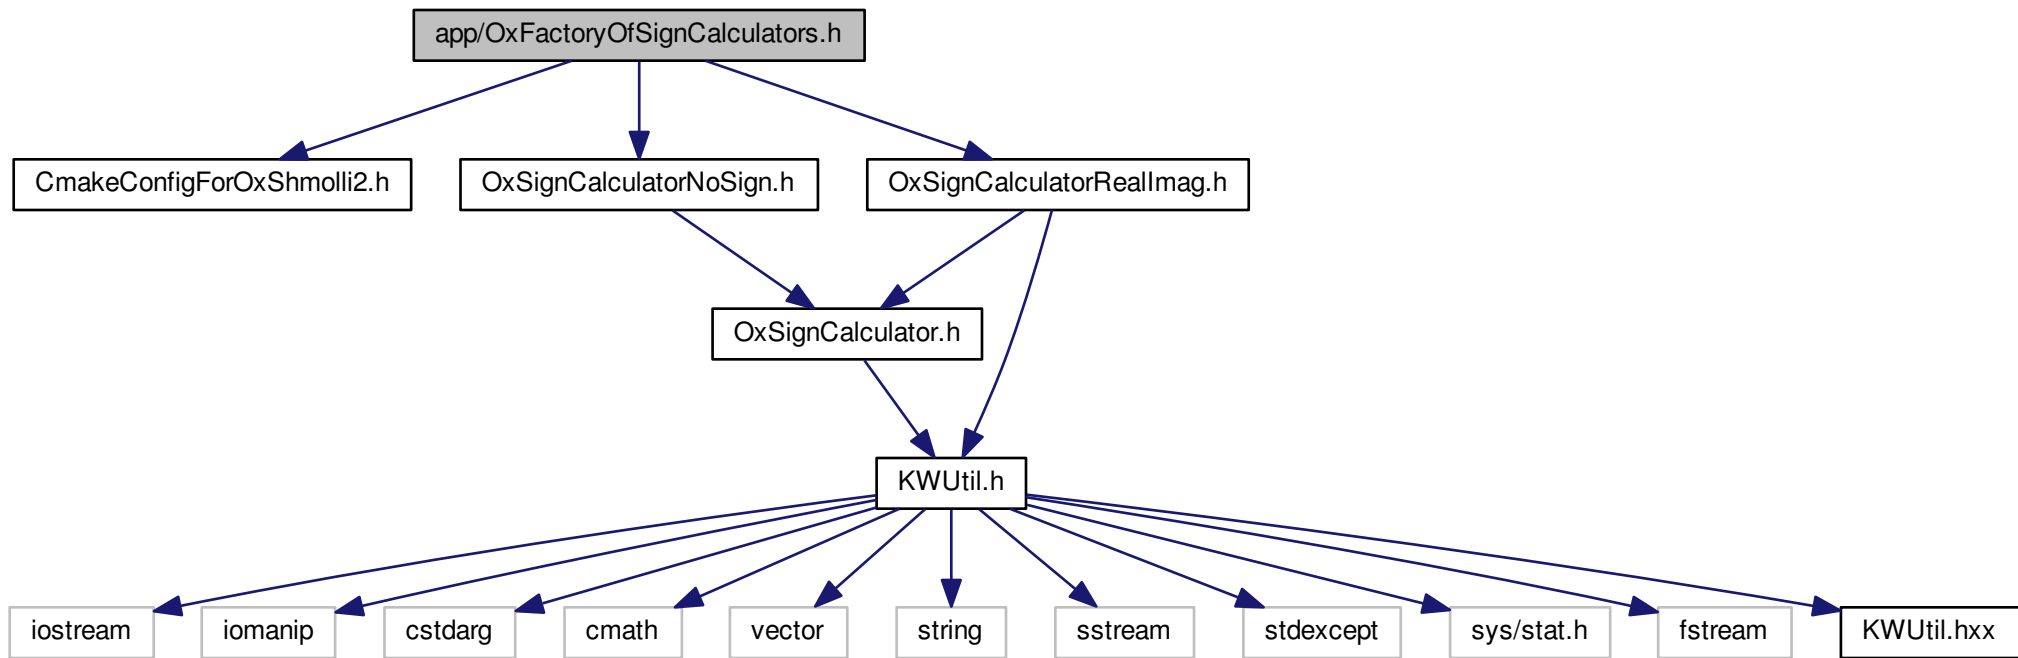 app/OxFactoryOfSignCalculators.h
CmakeConfigForOxShmolli2.h
OxSignCalculatorNoSign.h
OxSignCalculatorRealImag.h
OxSignCalculator.h
KWUtil.h
iostream
iomanip
cstdarg
cmath
vector
string
sstream
stdexcept
sys/stat.h
fstream
KWUtil.hxx